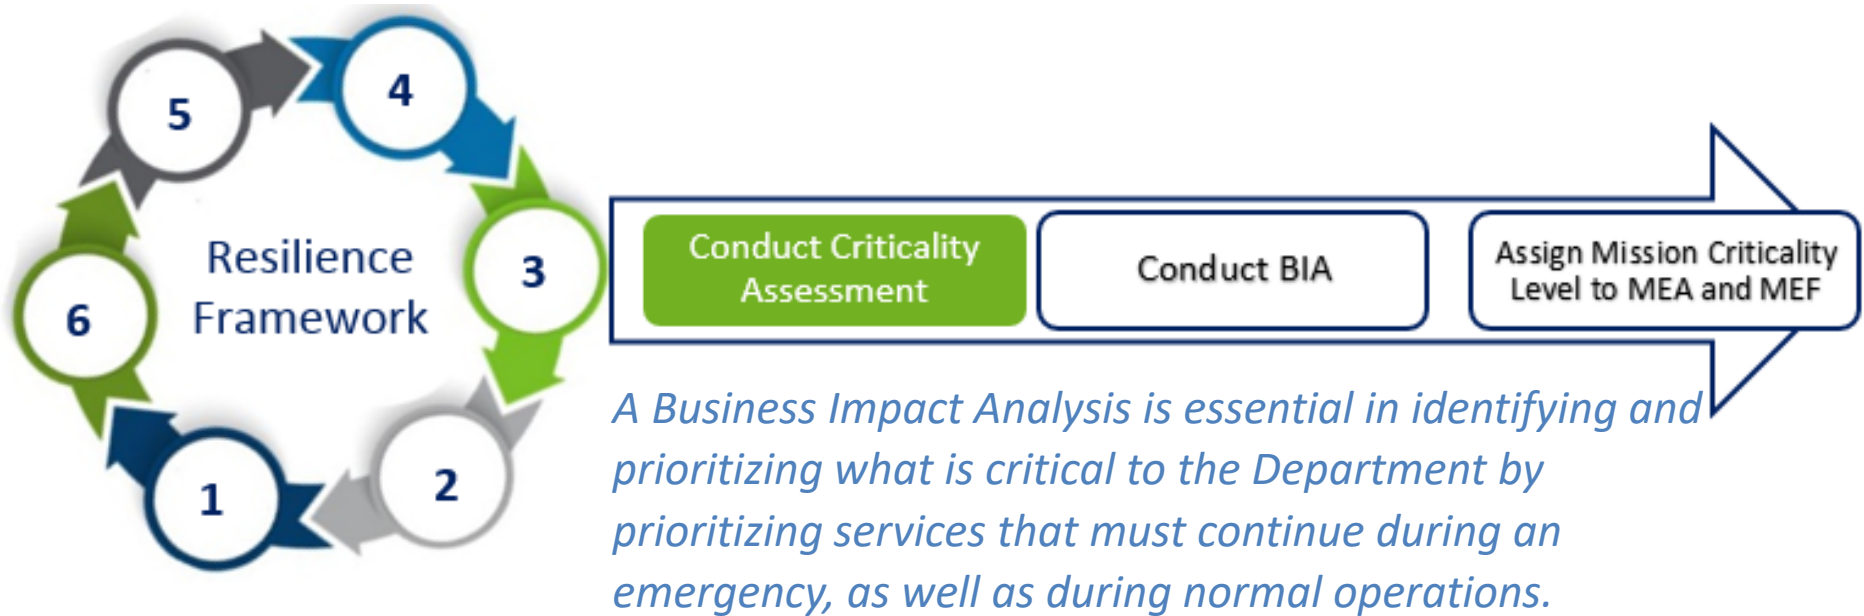 5
4
3
6
1
2
Resilience
Framework
Conduct Criticality
Assessment
Conduct BIA
Assign Mission Criticality
Level to MEA and MEF
A Business Impact Analysis is essential in identifying and
prioritizing what is critical to the Department by
prioritizing services that must continue during an
emergency, as well as during normal operations.